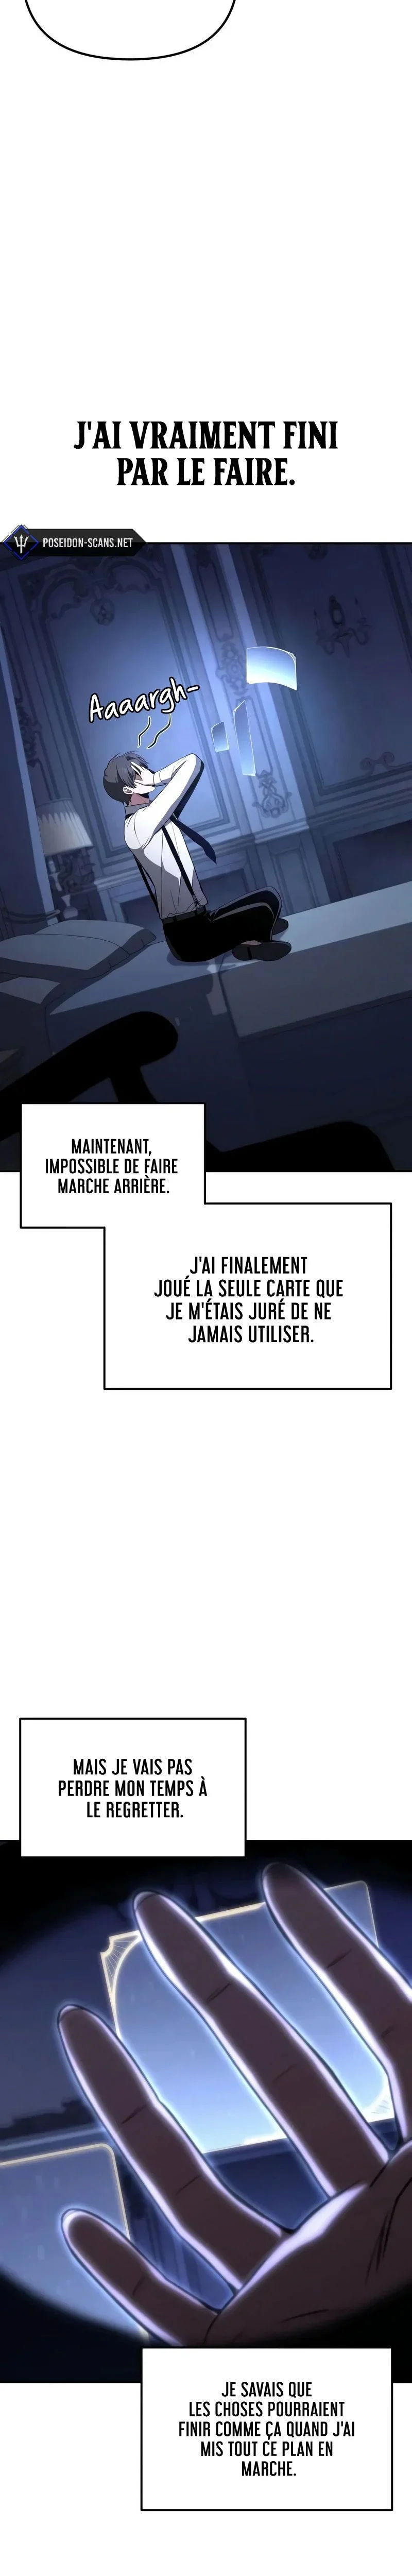 J'AI VRAIMENT FINI
PAR LE FAIRE.
POSEIDON-SCANS.NET
Aaaaargh-
MAINTENANT,
IMPOSSIBLE DE FAIRE
MARCHE ARRIÈRE.
J'AI FINALEMENT
JOUÉ LA SEULE CARTE QUE
JE M'ÉTAIS JURÉ DE NE
JAMAIS UTILISER.
MAIS JE VAIS PAS
PERDRE MON TEMPS À
LE REGRETTER.
JE SAVAIS QUE
LES CHOSES POURRAIENT
FINIR COMME ÇA QUAND J'AI
MIS TOUT CE PLAN EN
MARCHE.